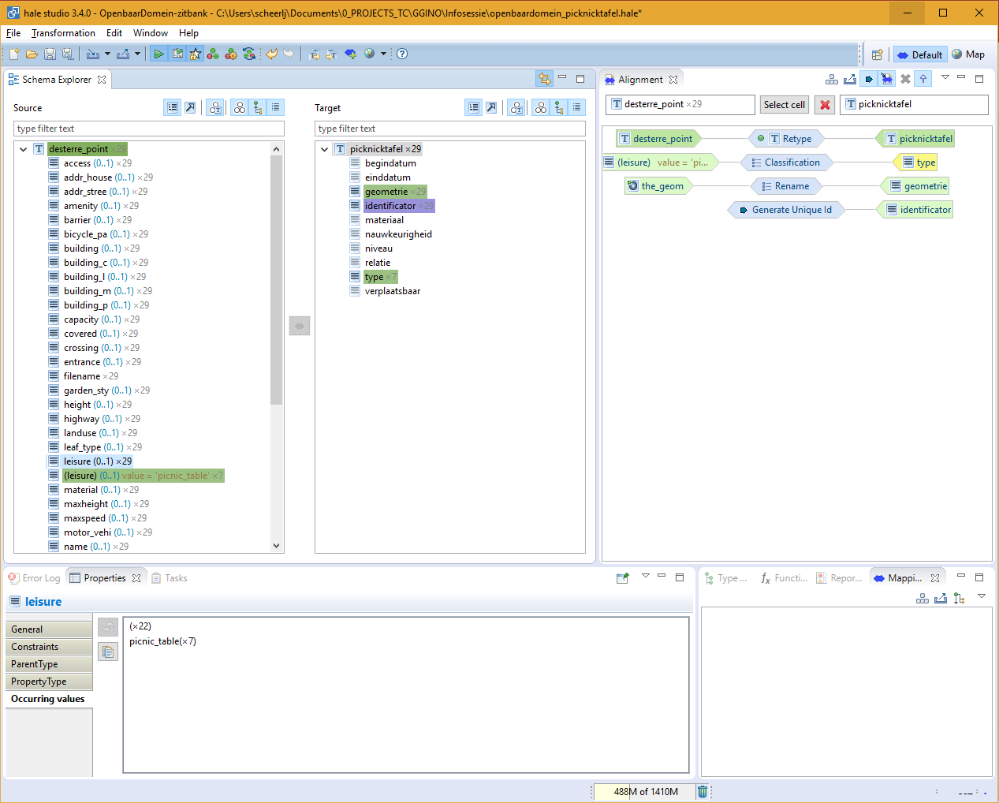 hale studio 3.4.0 - OpenbaarDomein-zitbank - C:\Users\scheerlj\Documents\0_PROJECTS_TC\GGINO\Infosessie\openbaardomein_picknicktafel.hale*
File Transformation Edit Window Help
Default Map
Schema Explorer
Alignment
Source
Target
desterre_point ×29
Select cell
picknicktafel
type filter text
type filter text
desterre_point ×29
access (0..1) ×29
addr_house (0..1) ×29
addr_stree (0..1) ×29
amenity (0..1) ×29
barrier (0..1) ×29
bicycle_pa (0..1) ×29
building (0..1) ×29
building_c (0..1) ×29
building_l (0..1) ×29
building_m (0..1) ×29
building_p (0..1) ×29
capacity (0..1) ×29
covered (0..1) ×29
crossing (0..1) ×29
entrance (0..1) ×29
filename ×29
garden_sty (0..1) ×29
height (0..1) ×29
highway (0..1) ×29
landuse (0..1) ×29
leaf_type (0..1) ×29
leisure (0..1) ×29
(leisure) (0..1) value = 'picnic_table' ×7
material (0..1) ×29
maxheight (0..1) ×29
maxspeed (0..1) ×29
motor_vehi (0..1) ×29
name (0..1) ×29
picknicktafel ×29
begindatum
einddatum
geometrie ×29
identificator ×29
materiaal
nauwkeurigheid
niveau
relatie
type ×7
verplaatsbaar
desterre_point Retype picknicktafel
(leisure) value = 'pi... Classification type
the_geom Rename geometrie
Generate Unique Id identificator
Error Log Properties Tasks
leisure
General
Constraints
ParentType
PropertyType
Occurring values
(×22)
picnic_table(×7)
Type ... Functi... Repor... Mappi...
488M of 1410M